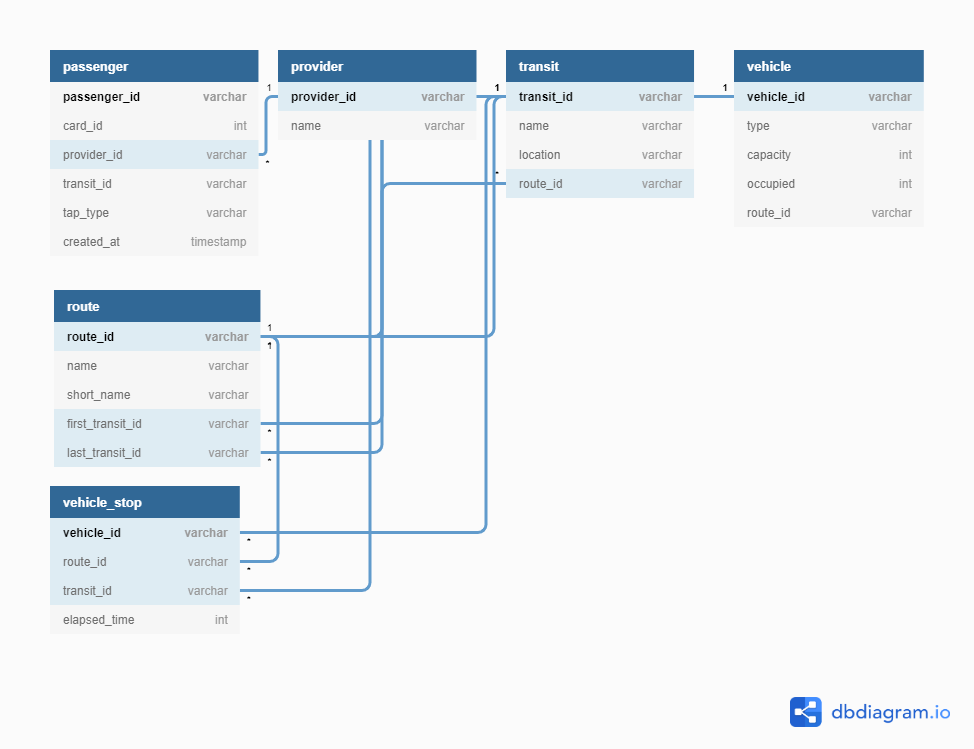 passenger
passenger_id varchar
card_id int
provider_id varchar
transit_id varchar
tap_type varchar
created_at timestamp
1
*
provider
provider_id varchar
name varchar
1
*
transit
transit_id varchar
name varchar
location varchar
route_id varchar
1
vehicle
vehicle_id varchar
type varchar
capacity int
occupied int
route_id varchar
route
route_id varchar
name varchar
short_name varchar
first_transit_id varchar
last_transit_id varchar
1
1
*
*
vehicle_stop
vehicle_id varchar
route_id varchar
transit_id varchar
elapsed_time int
*
*
*
dbdiagram.io